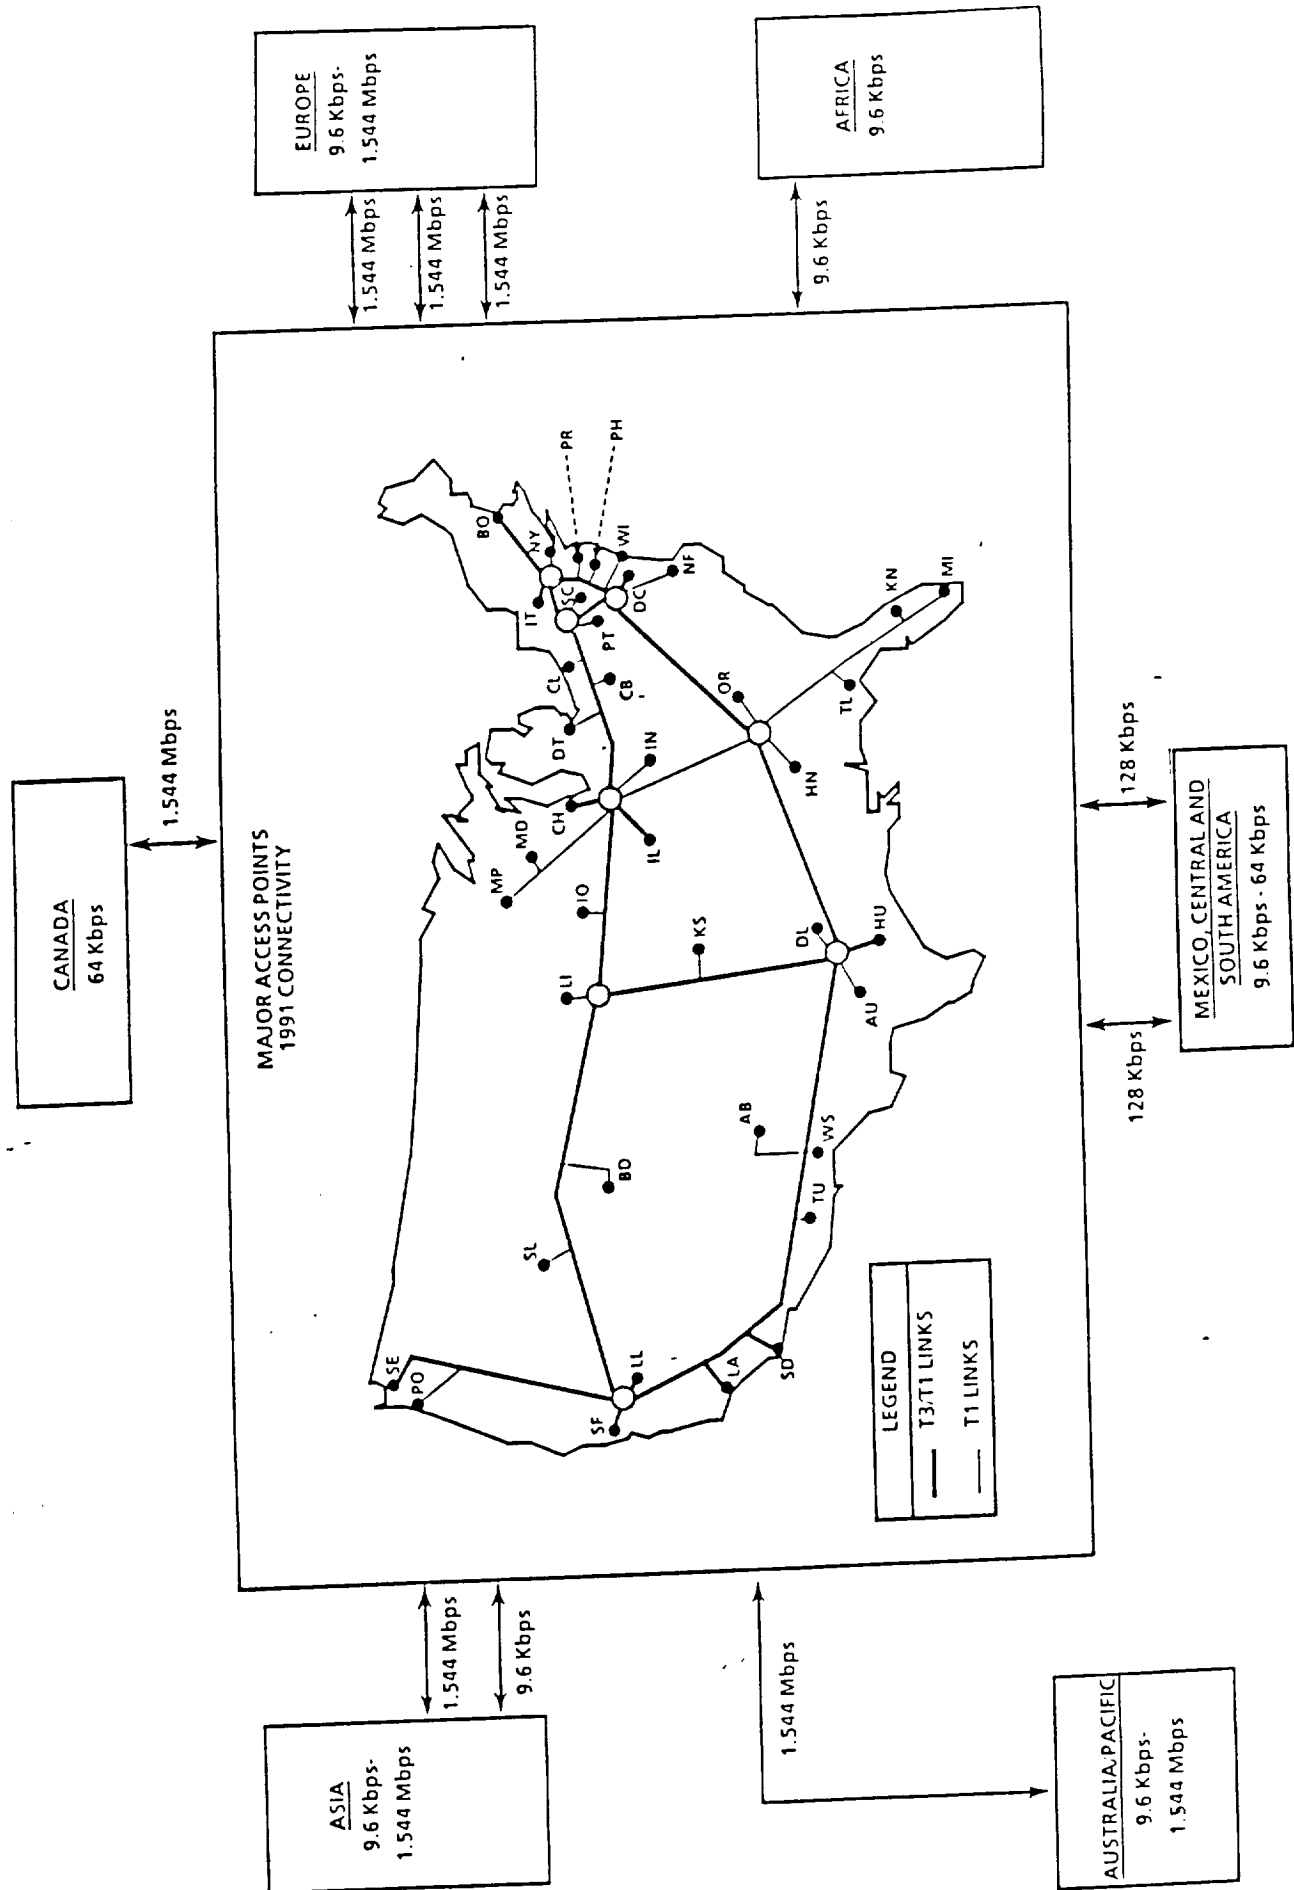 CANADA
64 Kbps
1.544 Mbps
ASIA
9.6 Kbps-
1.544 Mbps
1.544 Mbps
9.6 Kbps
EUROPE
9.6 Kbps-
1.544 Mbps
1.544 Mbps
1.544 Mbps
1.544 Mbps
MAJOR ACCESS POINTS
1991 CONNECTIVITY
SE
PO
SF
LL
LA
SD
SL
BD
TU
WS
AB
LI
IO
KS
DL
AU
HU
MP
MD
CH
IL
IN
DT
CL
CB
PT
IT
SC
NY
BO
PR
PH
WI
DC
NF
OR
HN
TL
KN
MI
LEGEND
T3/T1 LINKS
T1 LINKS
1.544 Mbps
AUSTRALIA/PACIFIC
9.6 Kbps-
1.544 Mbps
128 Kbps
128 Kbps
MEXICO, CENTRAL AND
SOUTH AMERICA
9.6 Kbps - 64 Kbps
9.6 Kbps
AFRICA
9.6 Kbps